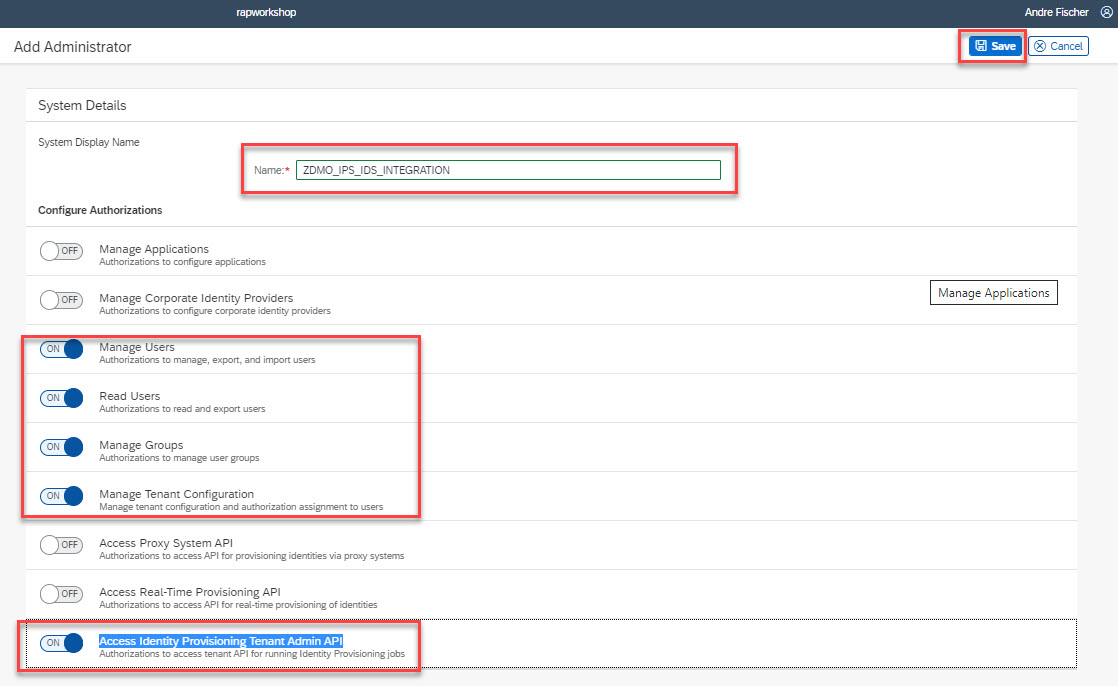 rapworkshop
Andre Fischer
Add Administrator
Save
Cancel
System Details
System Display Name
Name:* ZDMO_IPS_IDS_INTEGRATION
Configure Authorizations
OFF Manage Applications
Authorizations to configure applications
OFF Manage Corporate Identity Providers
Authorizations to configure corporate identity providers
Manage Applications
ON Manage Users
Authorizations to manage, export, and import users
ON Read Users
Authorizations to read and export users
ON Manage Groups
Authorizations to manage user groups
ON Manage Tenant Configuration
Manage tenant configuration and authorization assignment to users
OFF Access Proxy System API
Authorizations to access API for provisioning identities via proxy systems
OFF Access Real-Time Provisioning API
Authorizations to access API for real-time provisioning of identities
ON Access Identity Provisioning Tenant Admin API
Authorizations to access tenant API for running Identity Provisioning jobs